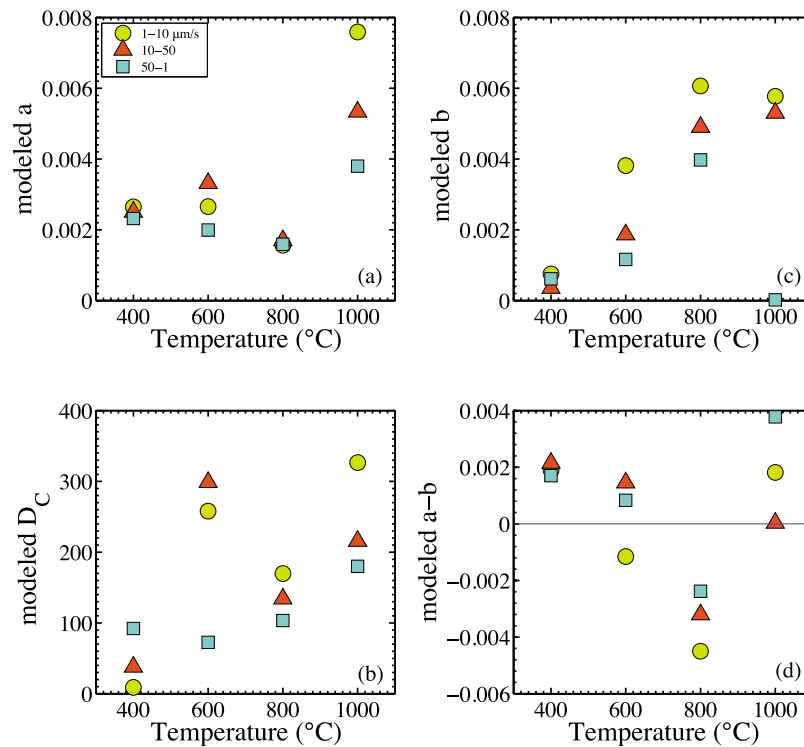 0.008
0.006
0.004
0.002
0
modeled a
1−10 μm/s
10−50
50−1
(a)
400 600 800 1000
Temperature (°C)
0.008
0.006
0.004
0.002
0
modeled b
(c)
400 600 800 1000
Temperature (°C)
400
300
200
100
0
modeled D_C
(b)
400 600 800 1000
Temperature (°C)
0.004
0.002
0
−0.002
−0.004
−0.006
modeled a−b
(d)
400 600 800 1000
Temperature (°C)